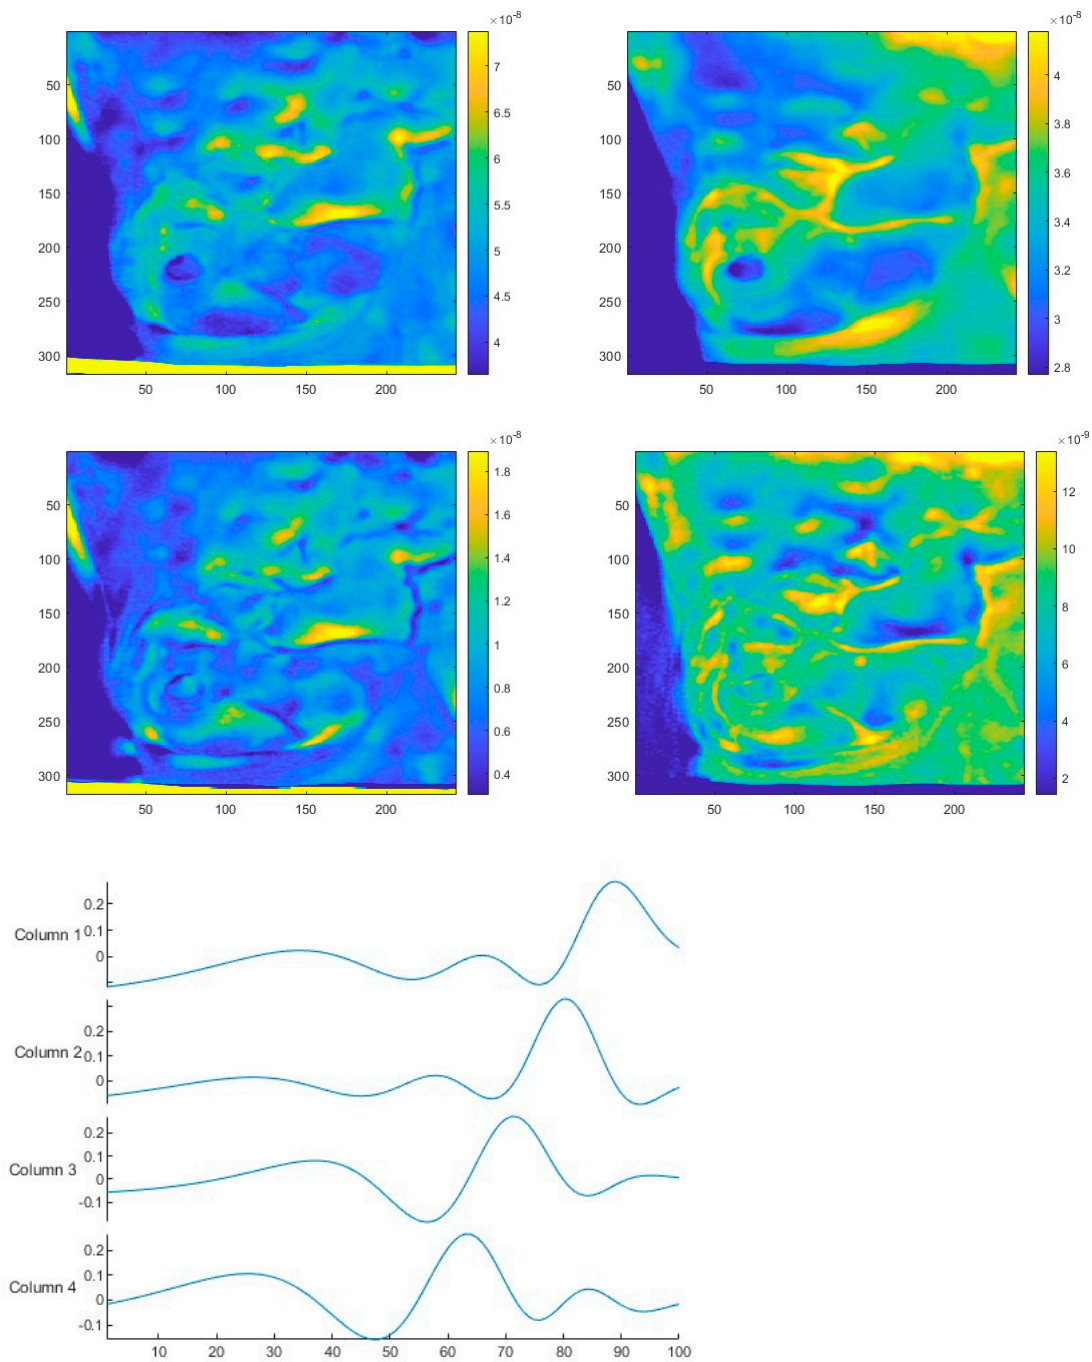 ×10⁻⁸ ×10⁻⁸
50 7 50 4
100 6.5 100 3.8
150 6 150 3.6
200 5.5 200 3.4
250 5 250 3.2
300 4.5 300 3
4 2.8
50 100 150 200 50 100 150 200
×10⁻⁸ ×10⁻⁹
50 1.8 50 12
100 1.6 100 10
150 1.4 150 8
200 1.2 200 6
250 1 250 4
300 0.8 300 2
0.6
0.4
50 100 150 200 50 100 150 200
Column 1 0.2 0.1 0
Column 2 0.2 0.1 0
Column 3 0.2 0.1 0 -0.1
Column 4 0.2 0.1 0 -0.1
10 20 30 40 50 60 70 80 90 100